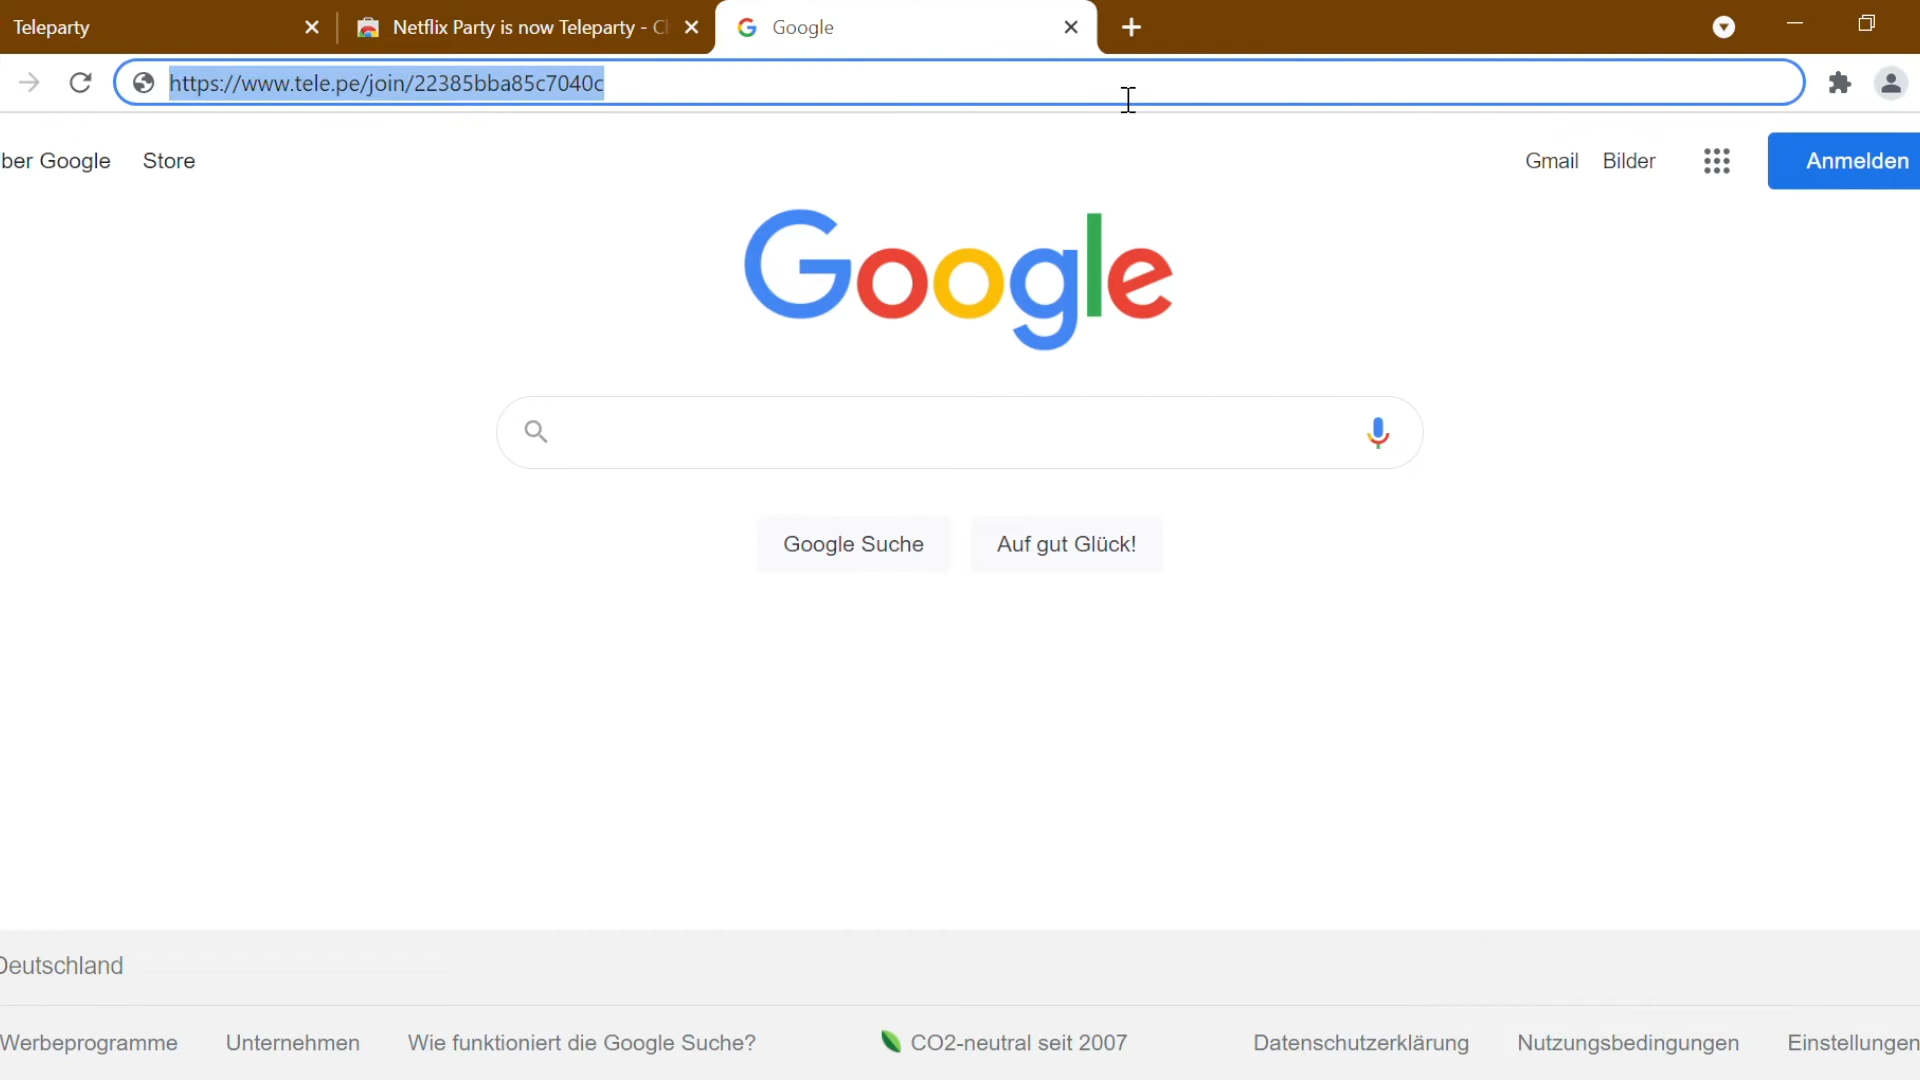 Teleparty
Netflix Party is now Teleparty - C
Google
https://www.tele.pe/join/22385bba85c7040c
ber Google
Store
Gmail
Bilder
Anmelden
Google
Google Suche
Auf gut Glück!
Deutschland
Werbeprogramme
Unternehmen
Wie funktioniert die Google Suche?
CO2-neutral seit 2007
Datenschutzerklärung
Nutzungsbedingungen
Einstellungen